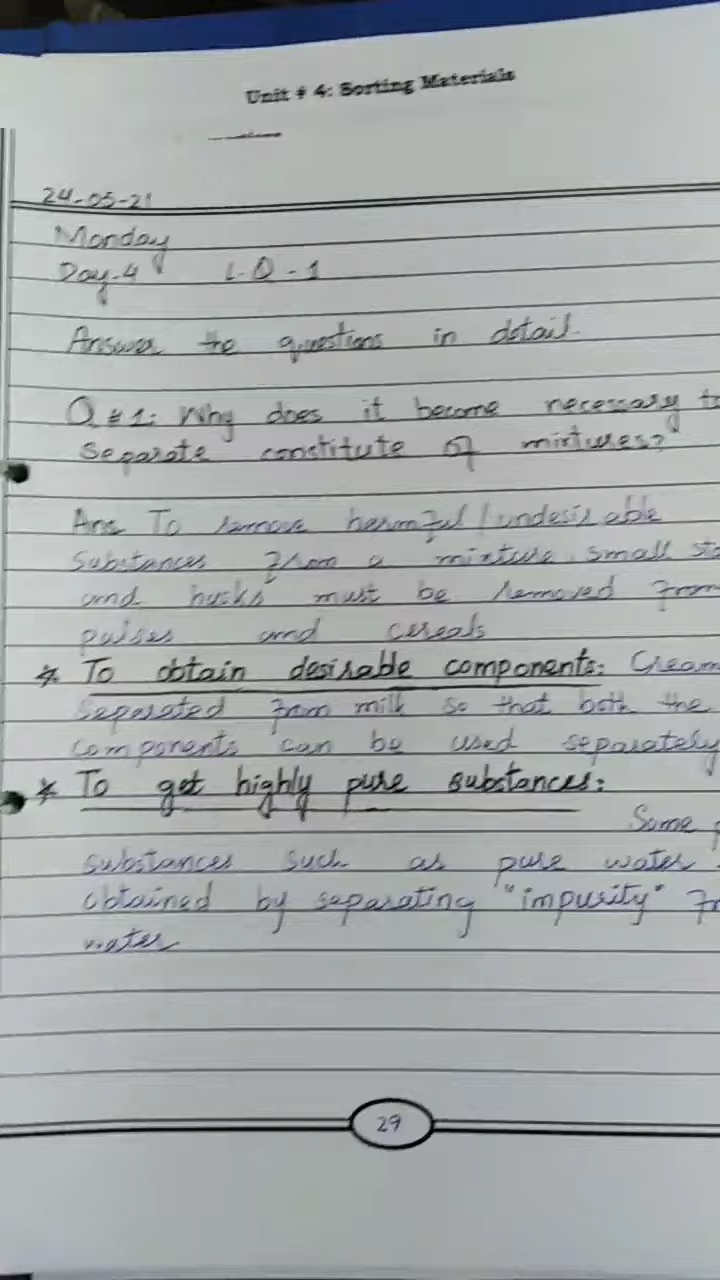 Unit # 4: Sorting Materials
24-05-21
Monday
Day-4 L-Q-1
Answer the questions in detail.
Q#1: Why does it become necessary to
separate constitute of mixtures?
Ans To remove harmful/undesirable
substances from a mixture. small
and husks must be removed from
pulses and cereals
* To obtain desirable components: Cream
separated from milk so that both the
components can be used separately
* To get highly pure substances:
Some
substances such as pure water
obtained by separating "impurity"
water
29